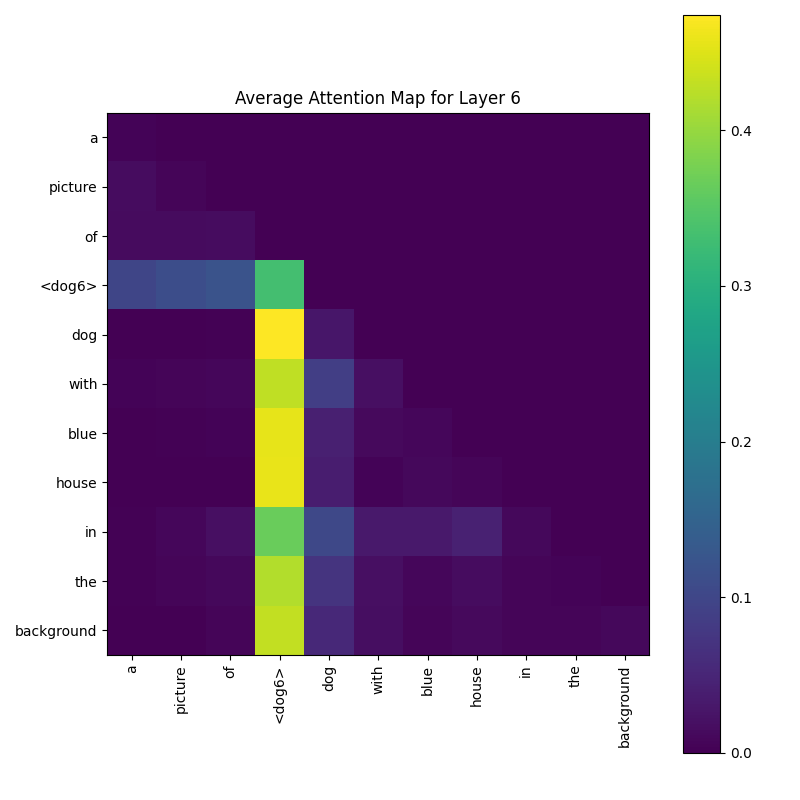 Average Attention Map for Layer 6
a
picture
of
<dog6>
dog
with
blue
house
in
the
background
a
picture
of
<dog6>
dog
with
blue
house
in
the
background
0.4
0.3
0.2
0.1
0.0